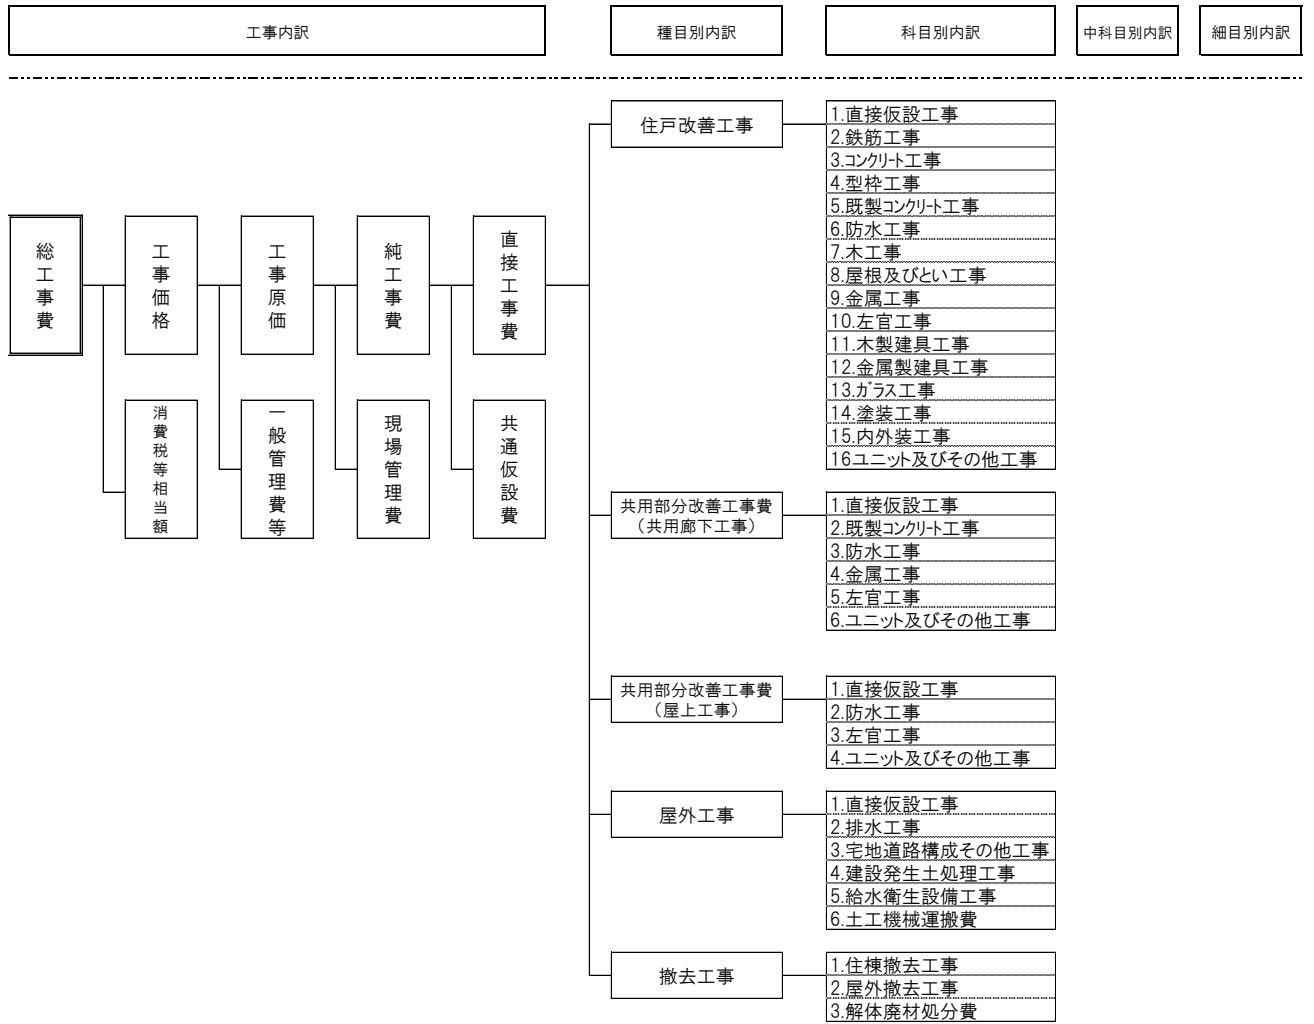 工事内訳
種目別内訳
科目別内訳
中科目別内訳
細目別内訳
総工事費
工事価格
工事原価
純工事費
直接工事費
消費税等相当額
一般管理費等
現場管理費
共通仮設費
住戸改善工事
1.直接仮設工事
2.鉄筋工事
3.コンクリート工事
4.型枠工事
5.既製コンクリート工事
6.防水工事
7.木工事
8.屋根及びとい工事
9.金属工事
10.左官工事
11.木製建具工事
12.金属製建具工事
13.ガラス工事
14.塗装工事
15.内外装工事
16ユニット及びその他工事
共用部分改善工事費
（共用廊下工事）
1.直接仮設工事
2.既製コンクリート工事
3.防水工事
4.金属工事
5.左官工事
6.ユニット及びその他工事
共用部分改善工事費
（屋上工事）
1.直接仮設工事
2.防水工事
3.左官工事
4.ユニット及びその他工事
屋外工事
1.直接仮設工事
2.排水工事
3.宅地道路構成その他工事
4.建設発生土処理工事
5.給水衛生設備工事
6.土工機械運搬費
撤去工事
1.住棟撤去工事
2.屋外撤去工事
3.解体廃材処分費